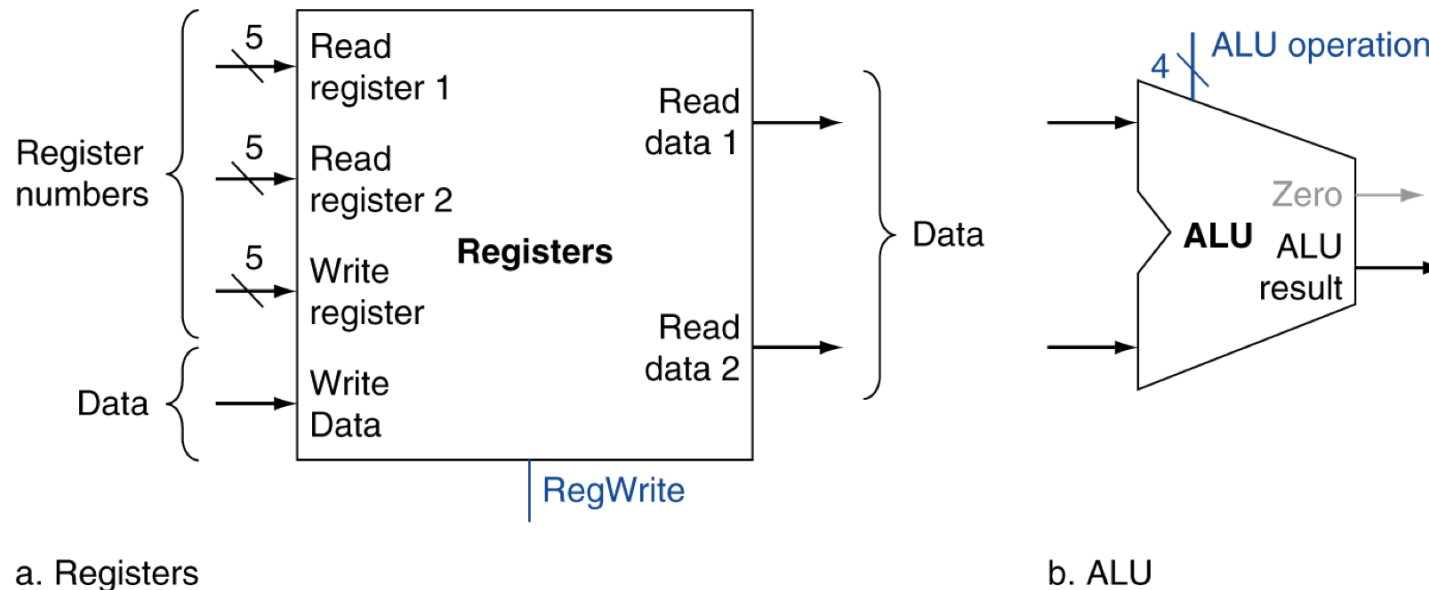 Register
numbers
Data
5
Read
register 1
5
Read
register 2
5
Write
register
Write
Data
Registers
Read
data 1
Read
data 2
RegWrite
Data
a. Registers
4
ALU operation
Zero
ALU
ALU
result
b. ALU